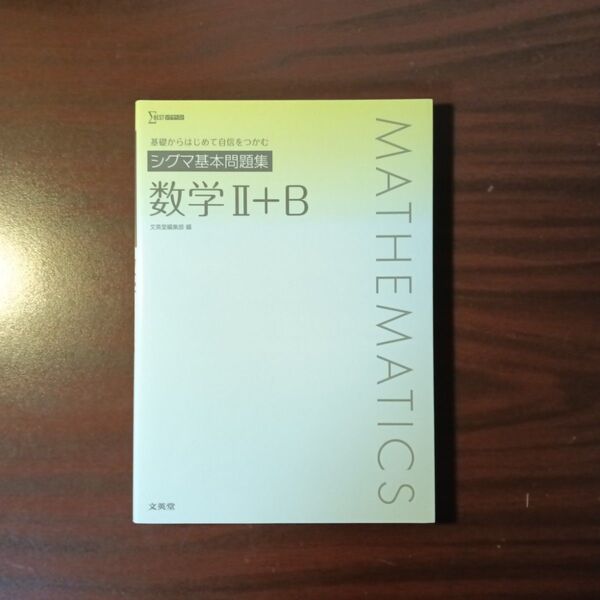 ΣBEST
基礎からはじめて自信をつかむ
シグマ基本問題集
数学Ⅱ+B
文英堂編集部 編
MATHEMATICS
文英堂